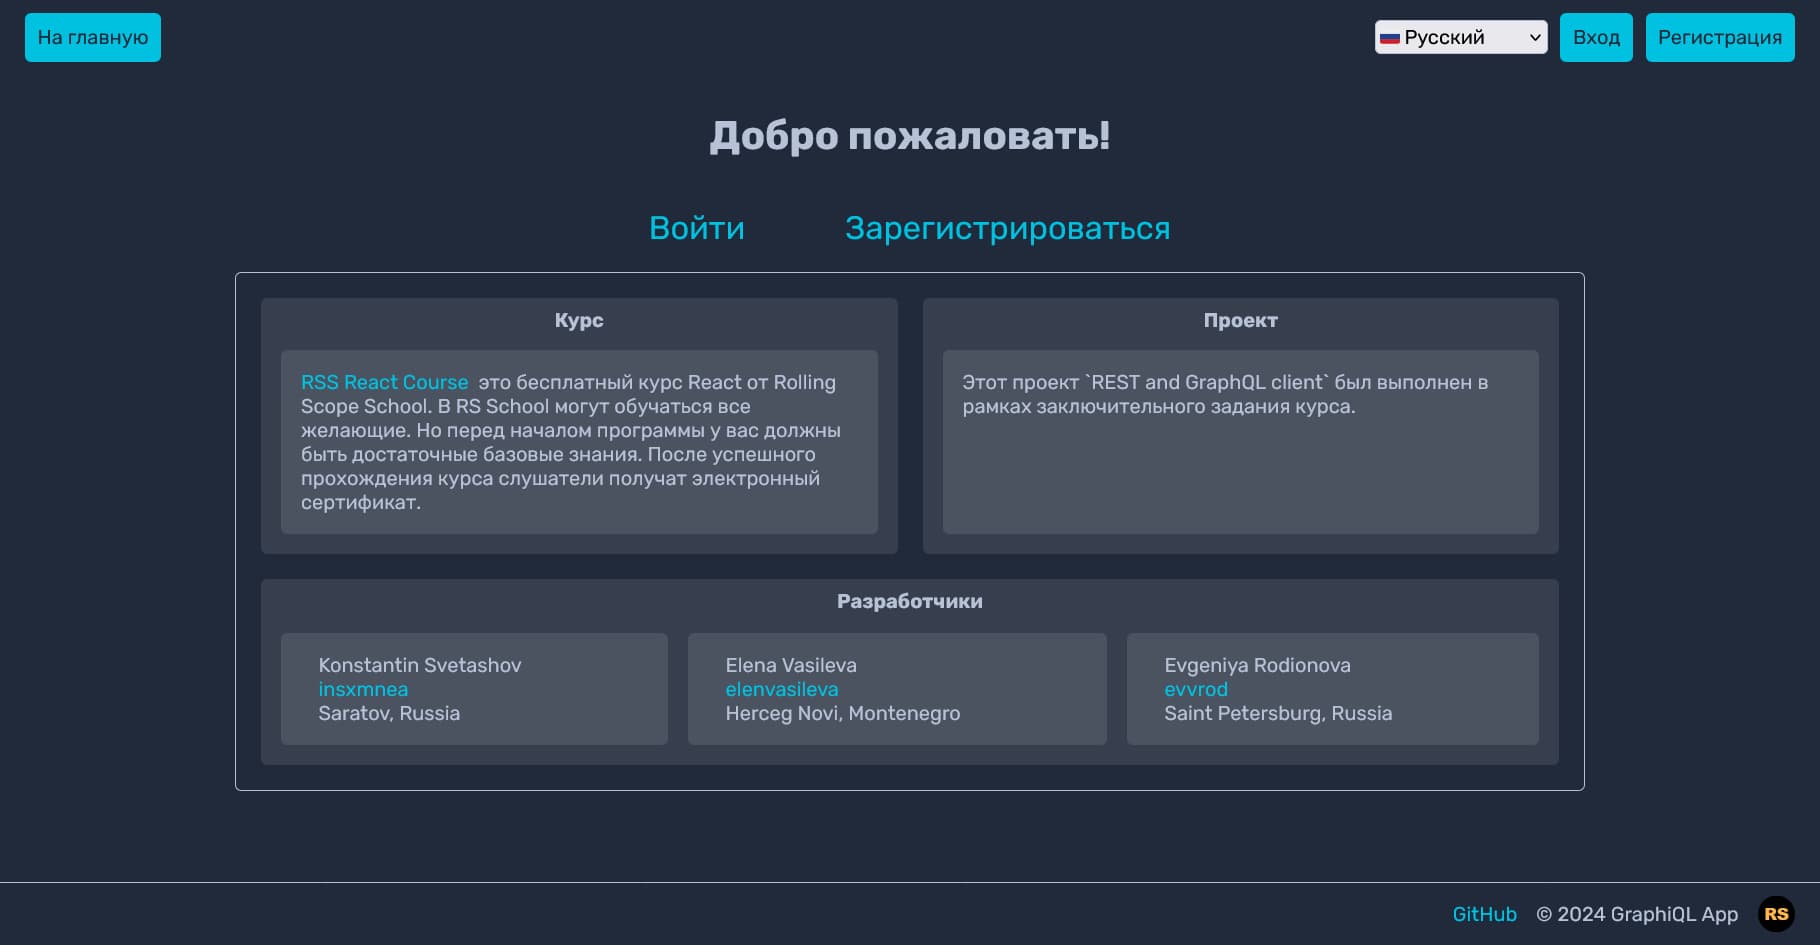 На главную
Русский
Вход
Регистрация
Добро пожаловать!
Войти
Зарегистрироваться
Курс
RSS React Course это бесплатный курс React от Rolling
Scope School. В RS School могут обучаться все
желающие. Но перед началом программы у вас должны
быть достаточные базовые знания. После успешного
прохождения курса слушатели получат электронный
сертификат.
Проект
Этот проект `REST and GraphQL client` был выполнен в
рамках заключительного задания курса.
Разработчики
Konstantin Svetashov
insxmnea
Saratov, Russia
Elena Vasileva
elenvasileva
Herceg Novi, Montenegro
Evgeniya Rodionova
evvrod
Saint Petersburg, Russia
GitHub
© 2024 GraphiQL App
RS